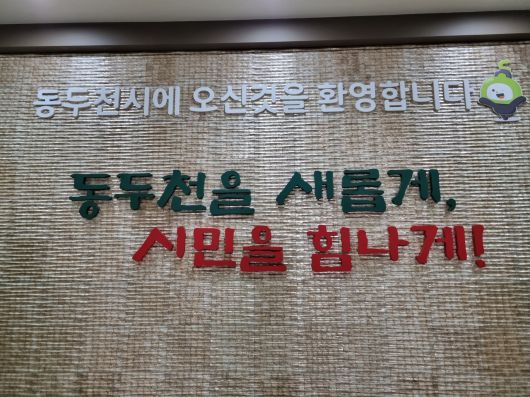 동두천시에 오신것을 환영합니다
동두천을 새롭게,
시민을 힘나게!